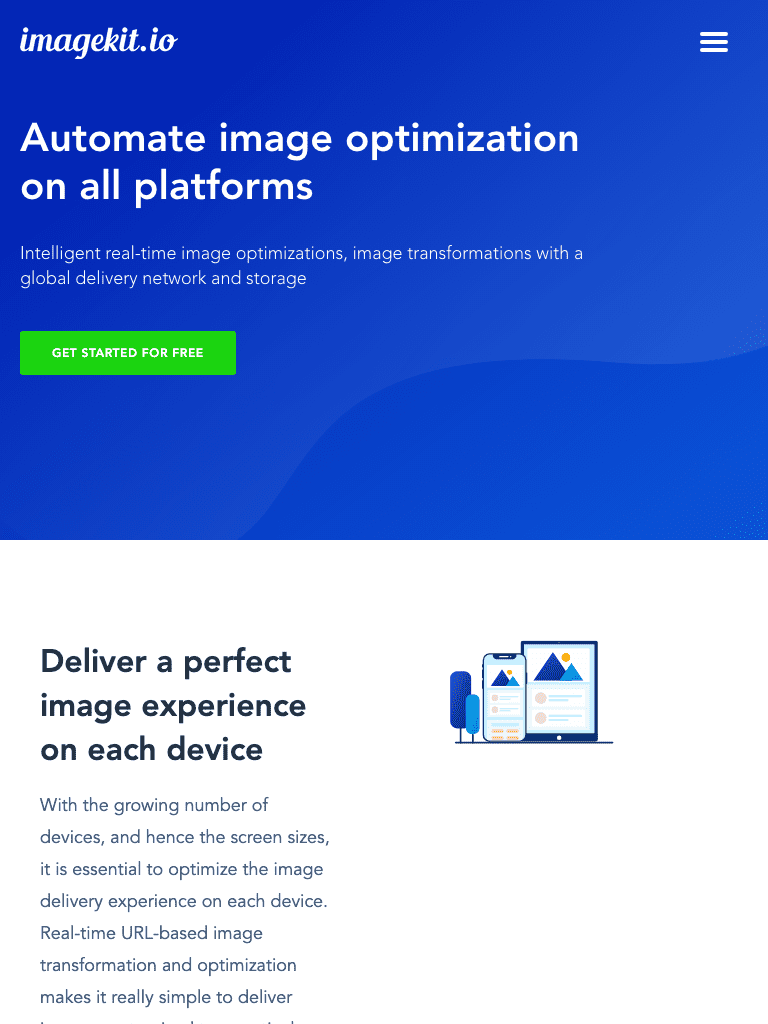 imagekit.io
Automate image optimization
on all platforms
Intelligent real-time image optimizations, image transformations with a
global delivery network and storage
GET STARTED FOR FREE
Deliver a perfect
image experience
on each device
With the growing number of
devices, and hence the screen sizes,
it is essential to optimize the image
delivery experience on each device.
Real-time URL-based image
transformation and optimization
makes it really simple to deliver